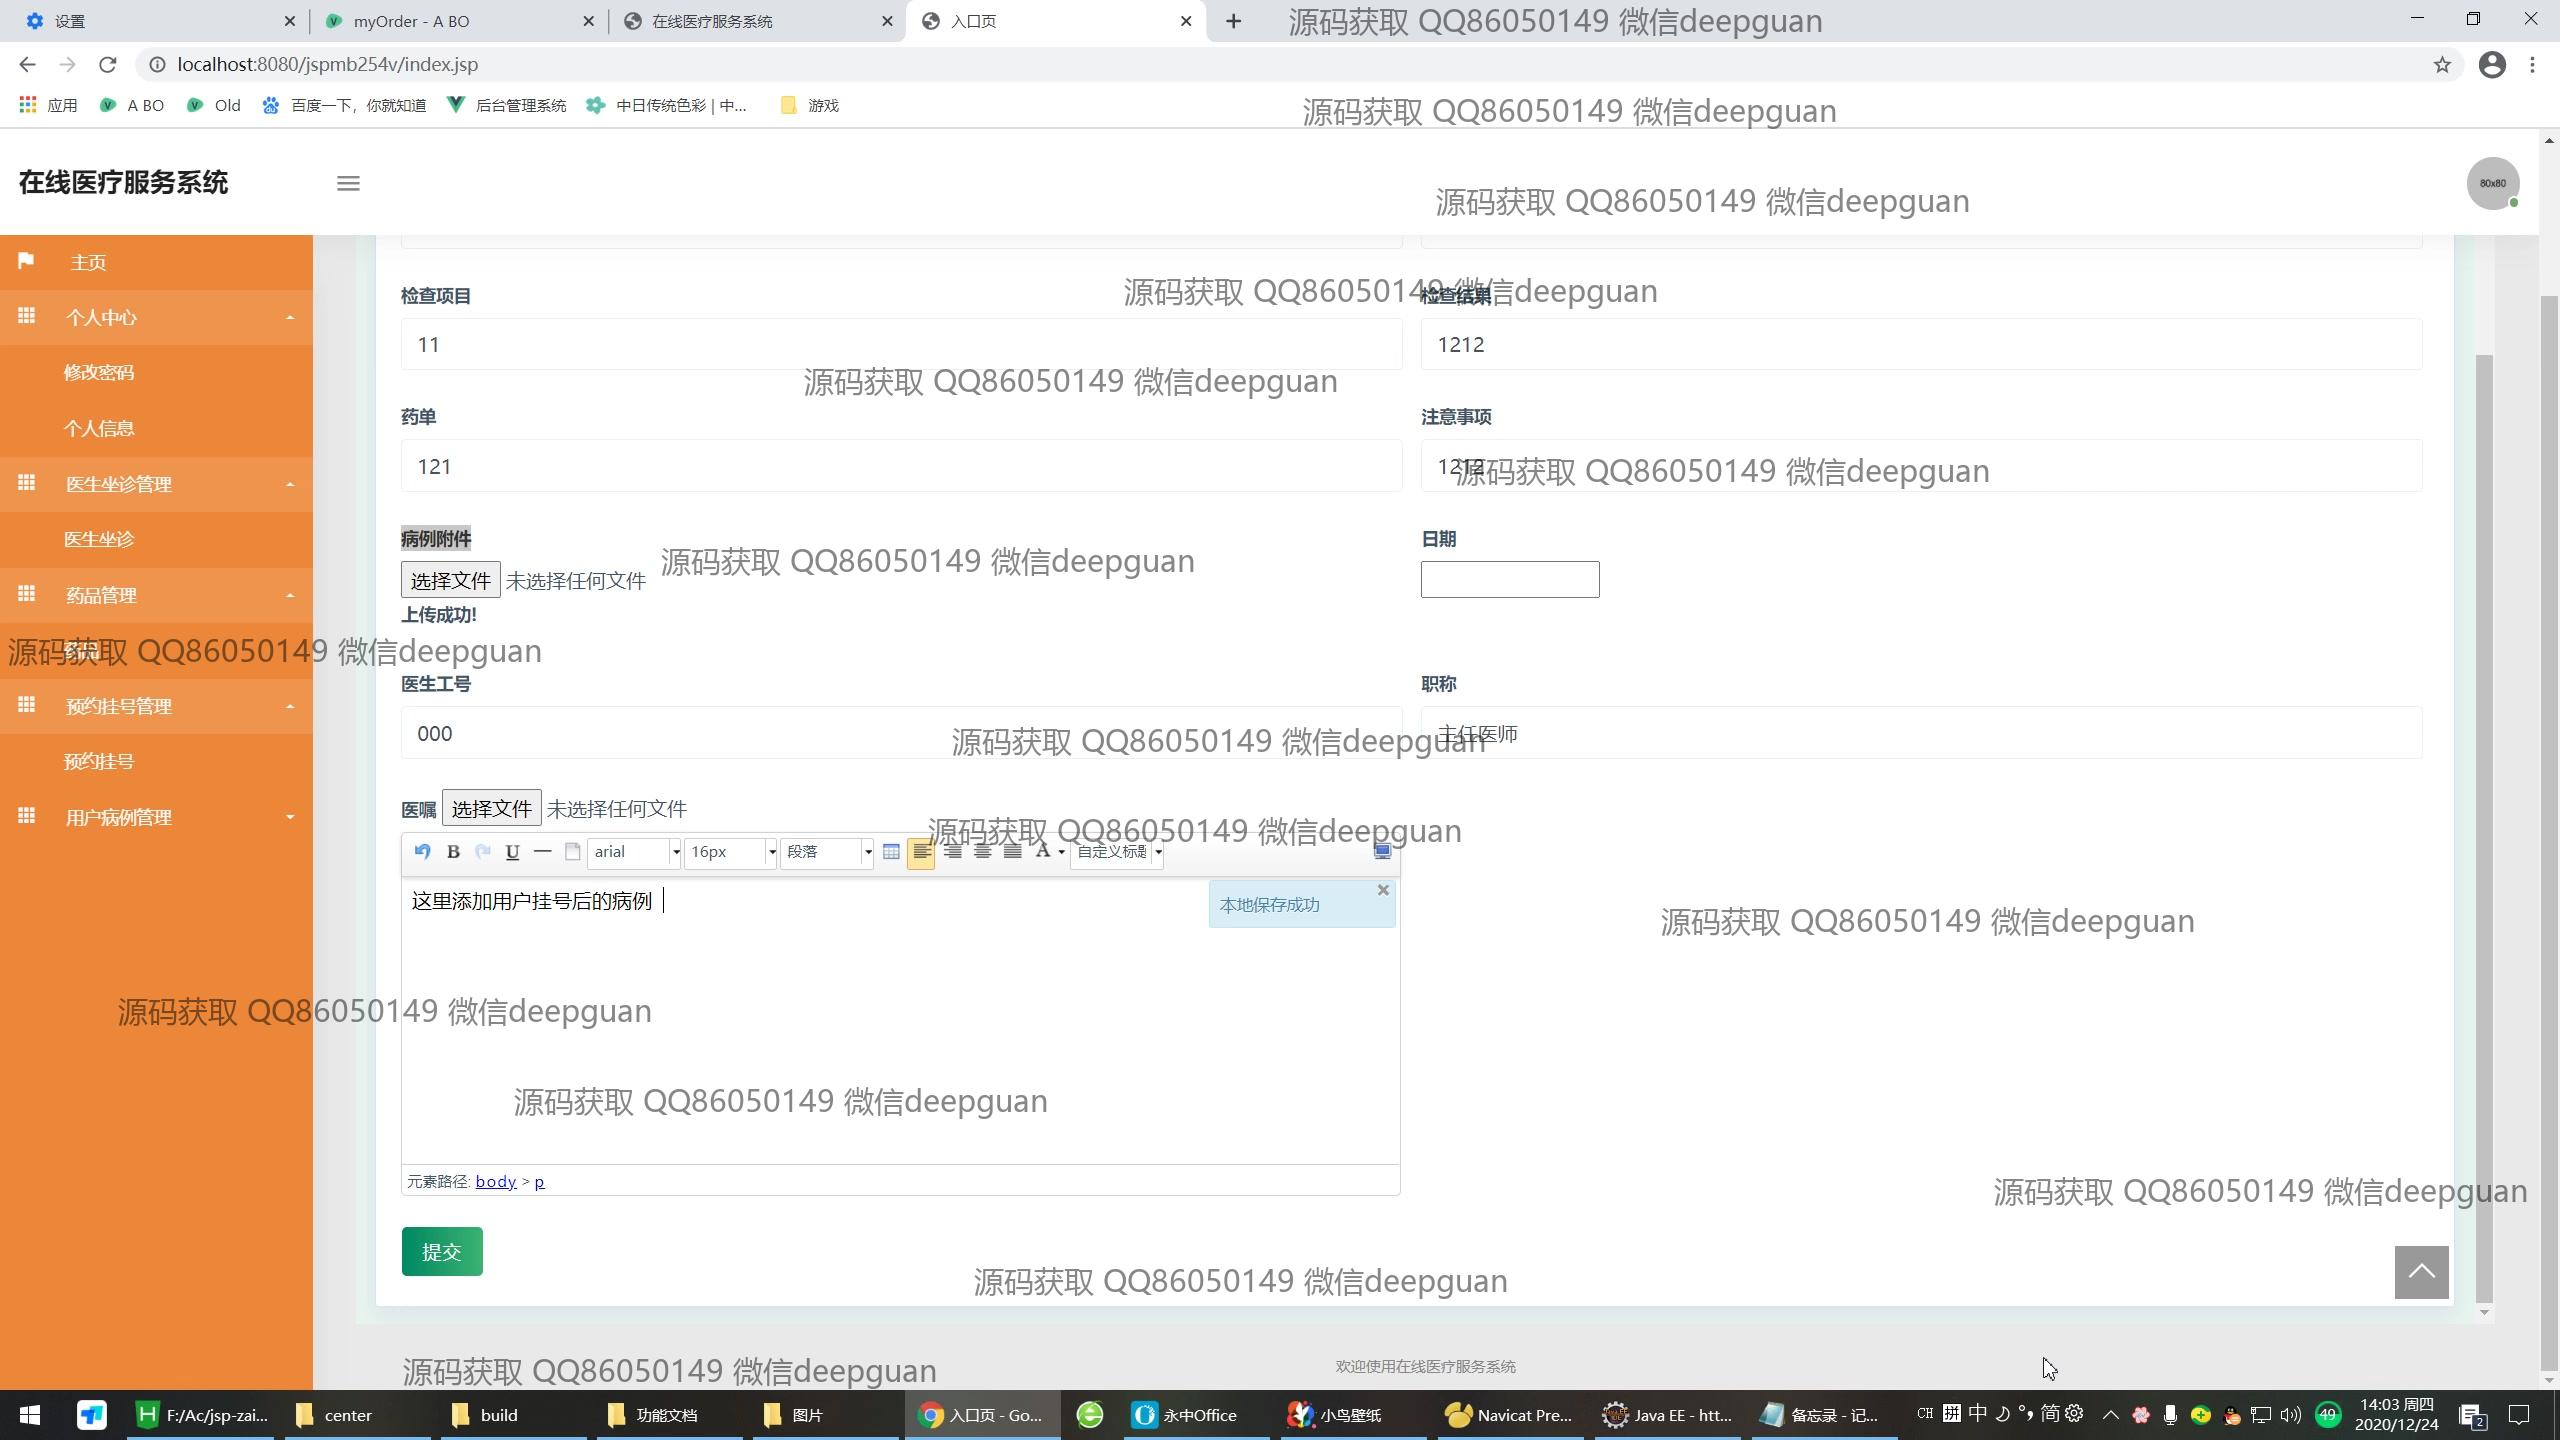 设置
myOrder - A BO
在线医疗服务系统
入口页
源码获取 QQ86050149 微信deepguan
localhost:8080/jspmb254v/index.jsp
应用
A BO
Old
百度一下，你就知道
后台管理系统
中日传统色彩 | 中...
游戏
源码获取 QQ86050149 微信deepguan
在线医疗服务系统
80x80
源码获取 QQ86050149 微信deepguan
主页
个人中心
修改密码
个人信息
医生坐诊管理
医生坐诊
药品管理
药品
预约挂号管理
预约挂号
用户病例管理
源码获取 QQ86050149 微信deepguan
检查项目
检查结果
11
1212
源码获取 QQ86050149 微信deepguan
药单
注意事项
121
1212
源码获取 QQ86050149 微信deepguan
病例附件
日期
源码获取 QQ86050149 微信deepguan
选择文件 未选择任何文件
上传成功!
源码获取 QQ86050149 微信deepguan
医生工号
职称
000
主任医师
源码获取 QQ86050149 微信deepguan
医嘱 选择文件 未选择任何文件
源码获取 QQ86050149 微信deepguan
B U arial 16px 段落 A 自定义标题
这里添加用户挂号后的病例
本地保存成功
源码获取 QQ86050149 微信deepguan
源码获取 QQ86050149 微信deepguan
源码获取 QQ86050149 微信deepguan
元素路径: body > p
源码获取 QQ86050149 微信deepguan
提交
源码获取 QQ86050149 微信deepguan
源码获取 QQ86050149 微信deepguan
欢迎使用在线医疗服务系统
F:/Ac/jsp-zai...
center
build
功能文档
图片
入口页 - Go...
永中Office
小鸟壁纸
Navicat Pre...
Java EE - htt...
备忘录 - 记...
CH 拼 中 简
49
14:03 周四
2020/12/24
2